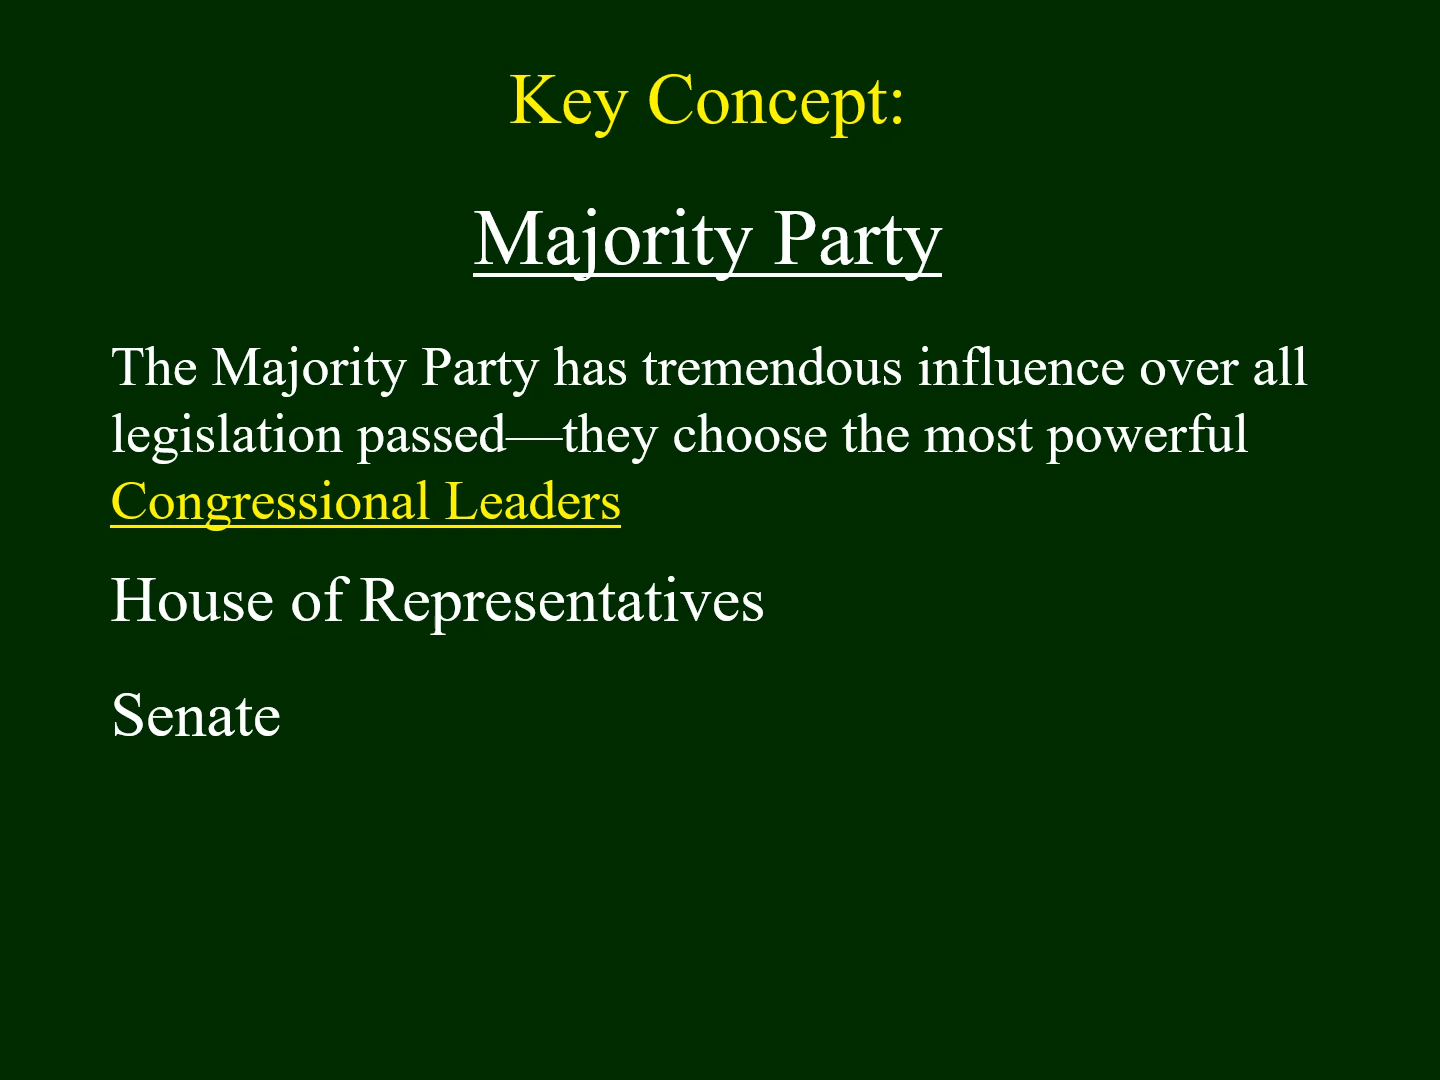 Key Concept:
Majority Party
The Majority Party has tremendous influence over all
legislation passed—they choose the most powerful
Congressional Leaders
House of Representatives
Senate